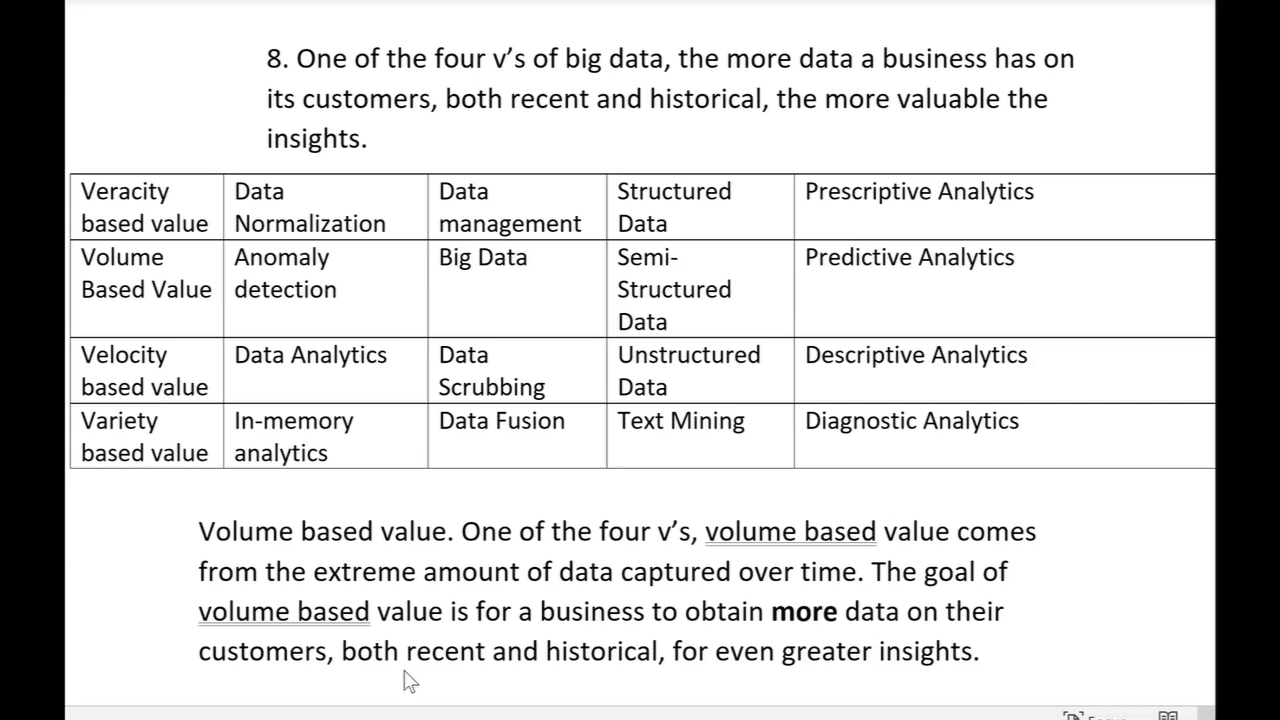 8. One of the four v’s of big data, the more data a business has on
its customers, both recent and historical, the more valuable the
insights.
Veracity based value | Data Normalization | Data management | Structured Data | Prescriptive Analytics
Volume Based Value | Anomaly detection | Big Data | Semi-Structured Data | Predictive Analytics
Velocity based value | Data Analytics | Data Scrubbing | Unstructured Data | Descriptive Analytics
Variety based value | In-memory analytics | Data Fusion | Text Mining | Diagnostic Analytics
Volume based value. One of the four v’s, volume based value comes
from the extreme amount of data captured over time. The goal of
volume based value is for a business to obtain more data on their
customers, both recent and historical, for even greater insights.